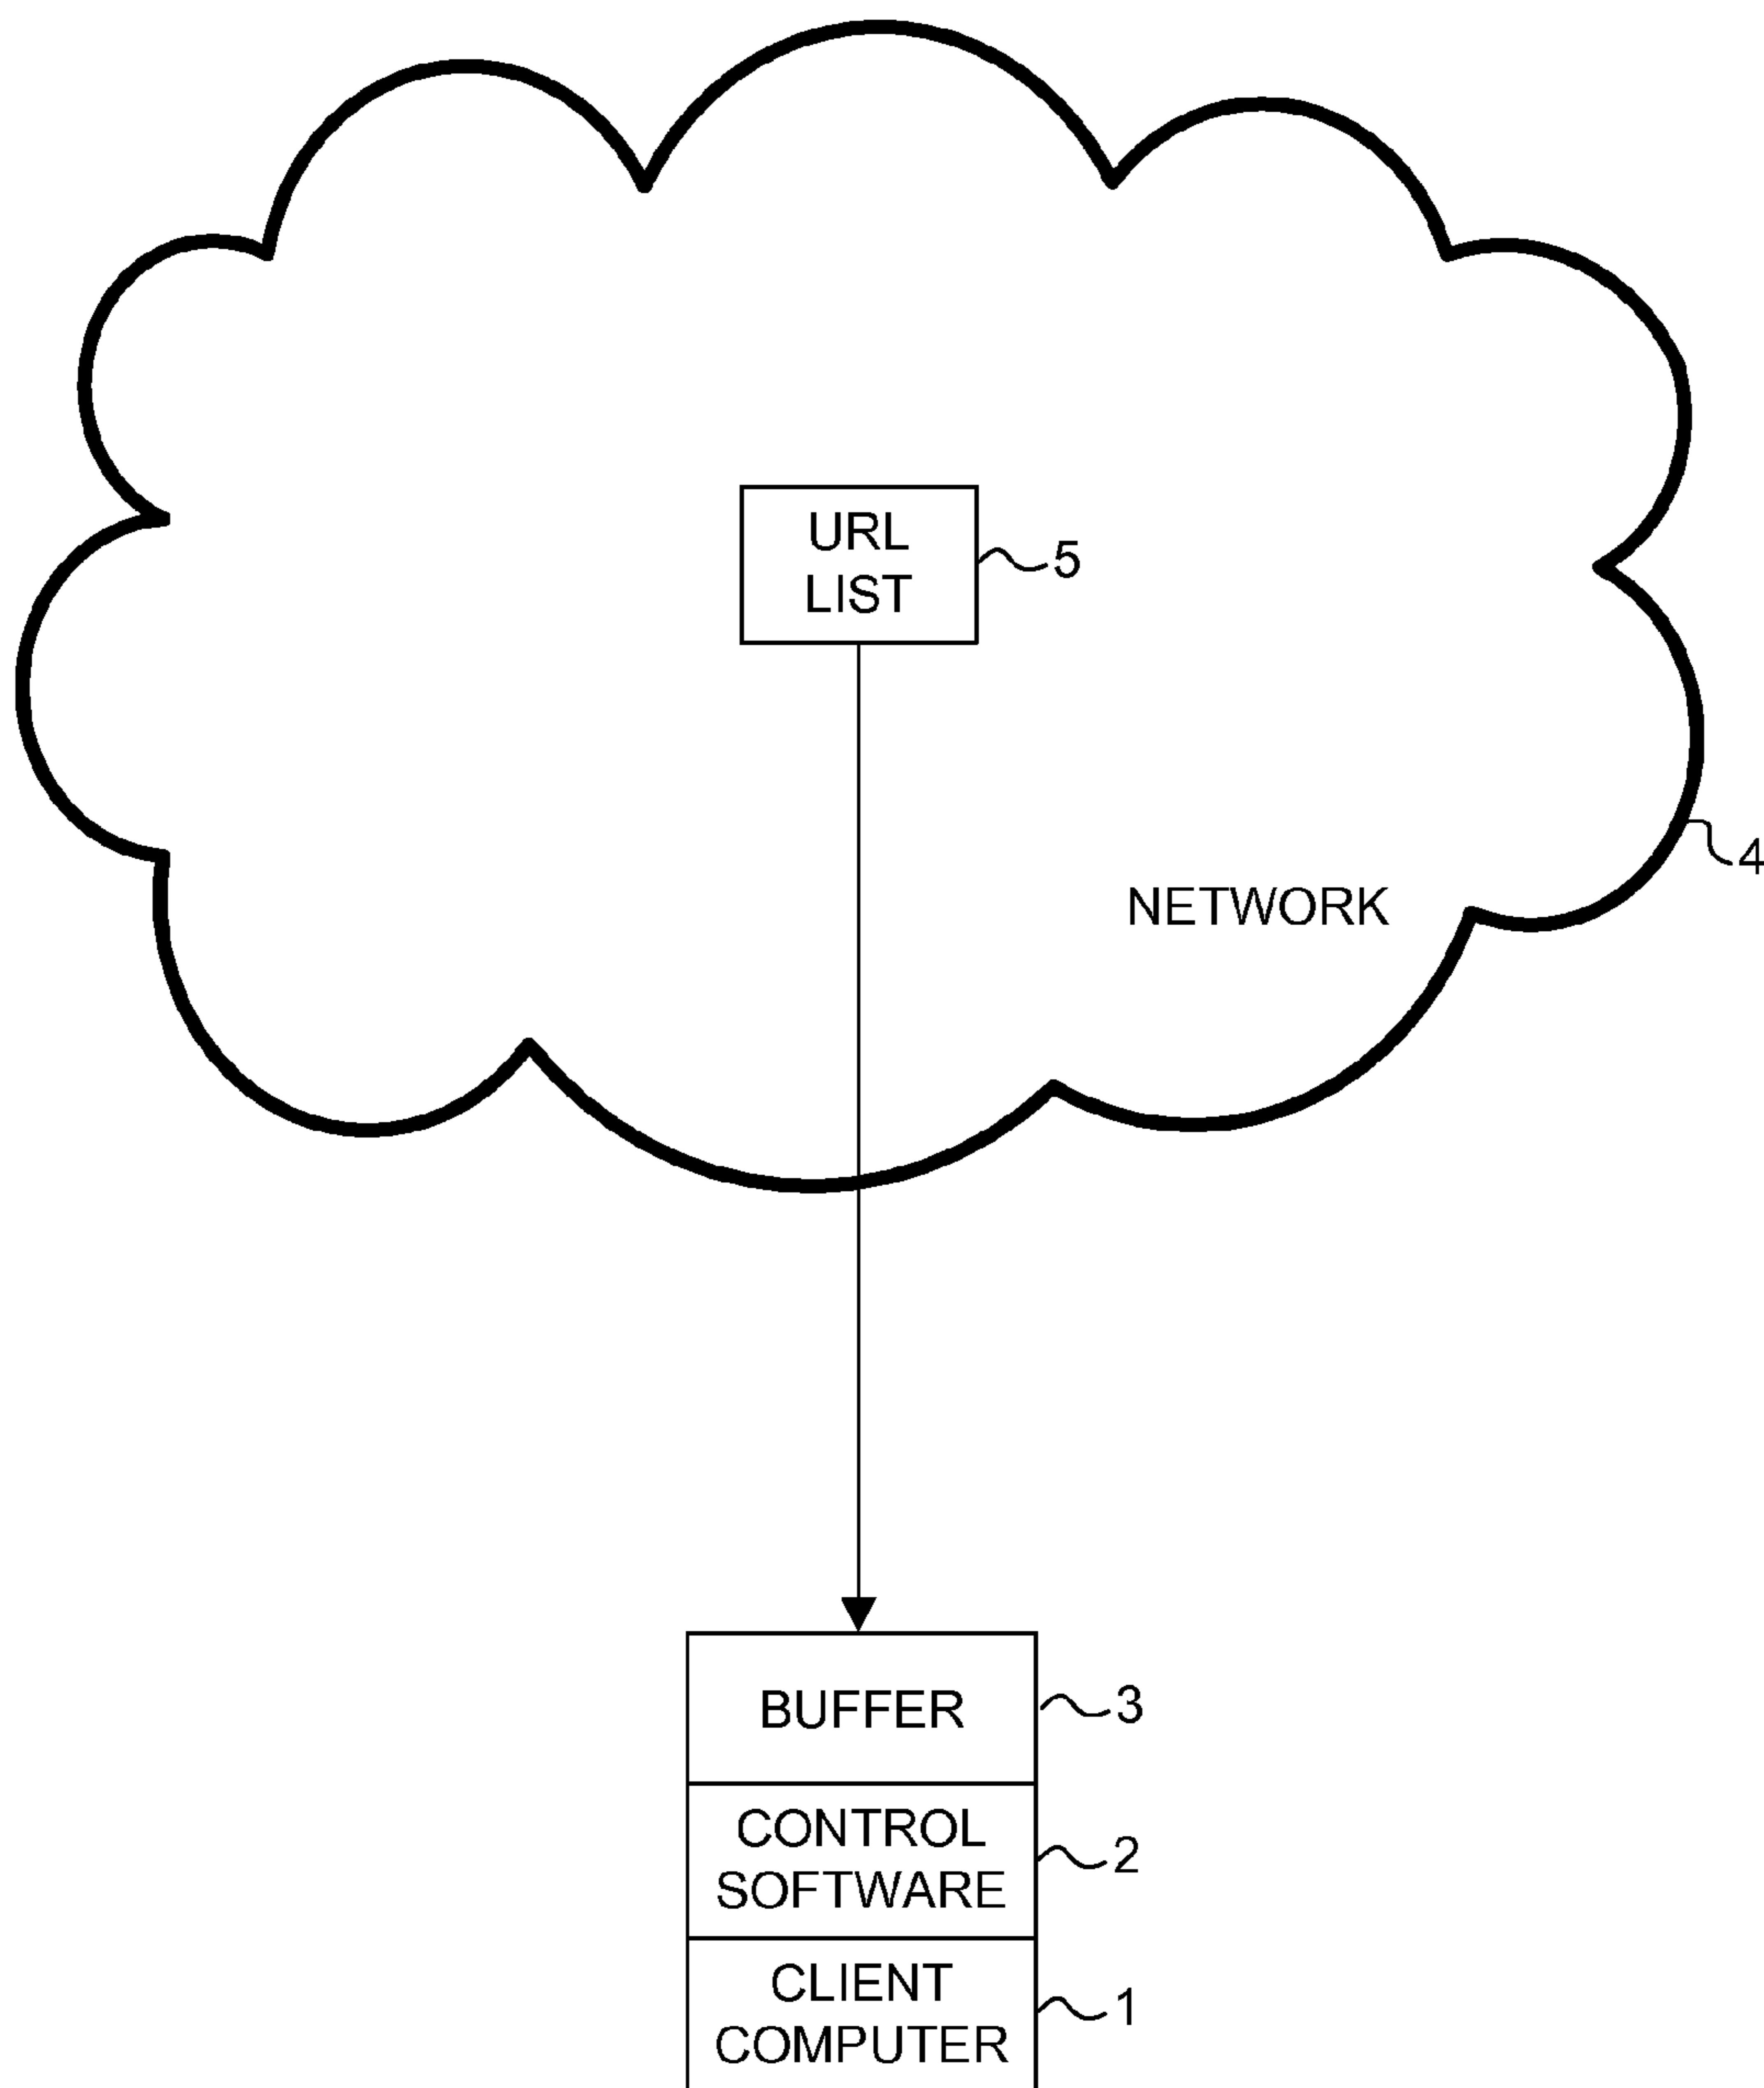 URL
LIST
5
4
NETWORK
BUFFER
3
CONTROL
SOFTWARE
2
CLIENT
COMPUTER
1